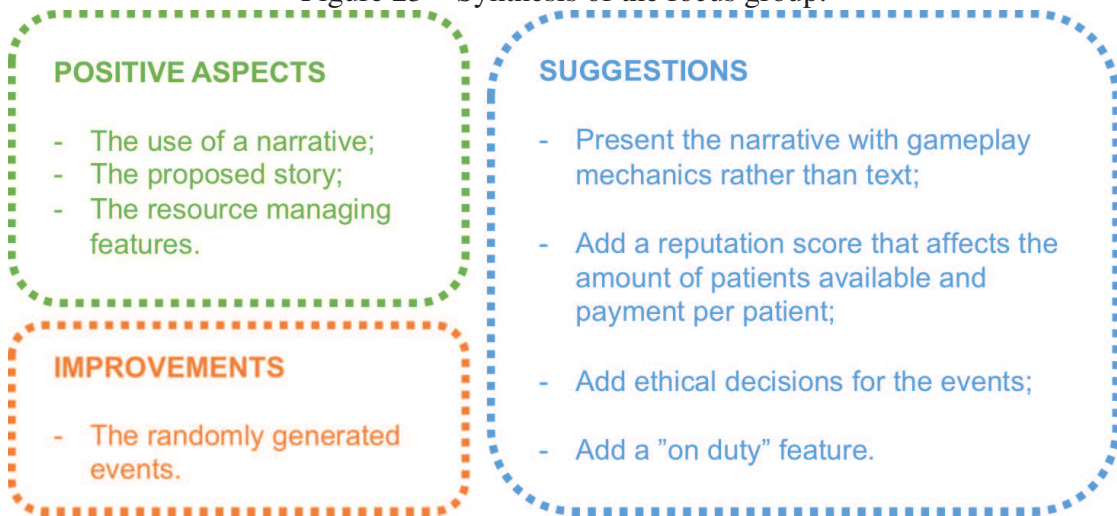 POSITIVE ASPECTS
- The use of a narrative;
- The proposed story;
- The resource managing
features.
IMPROVEMENTS
- The randomly generated
events.
SUGGESTIONS
- Present the narrative with gameplay
mechanics rather than text;
- Add a reputation score that affects the
amount of patients available and
payment per patient;
- Add ethical decisions for the events;
- Add a ”on duty” feature.